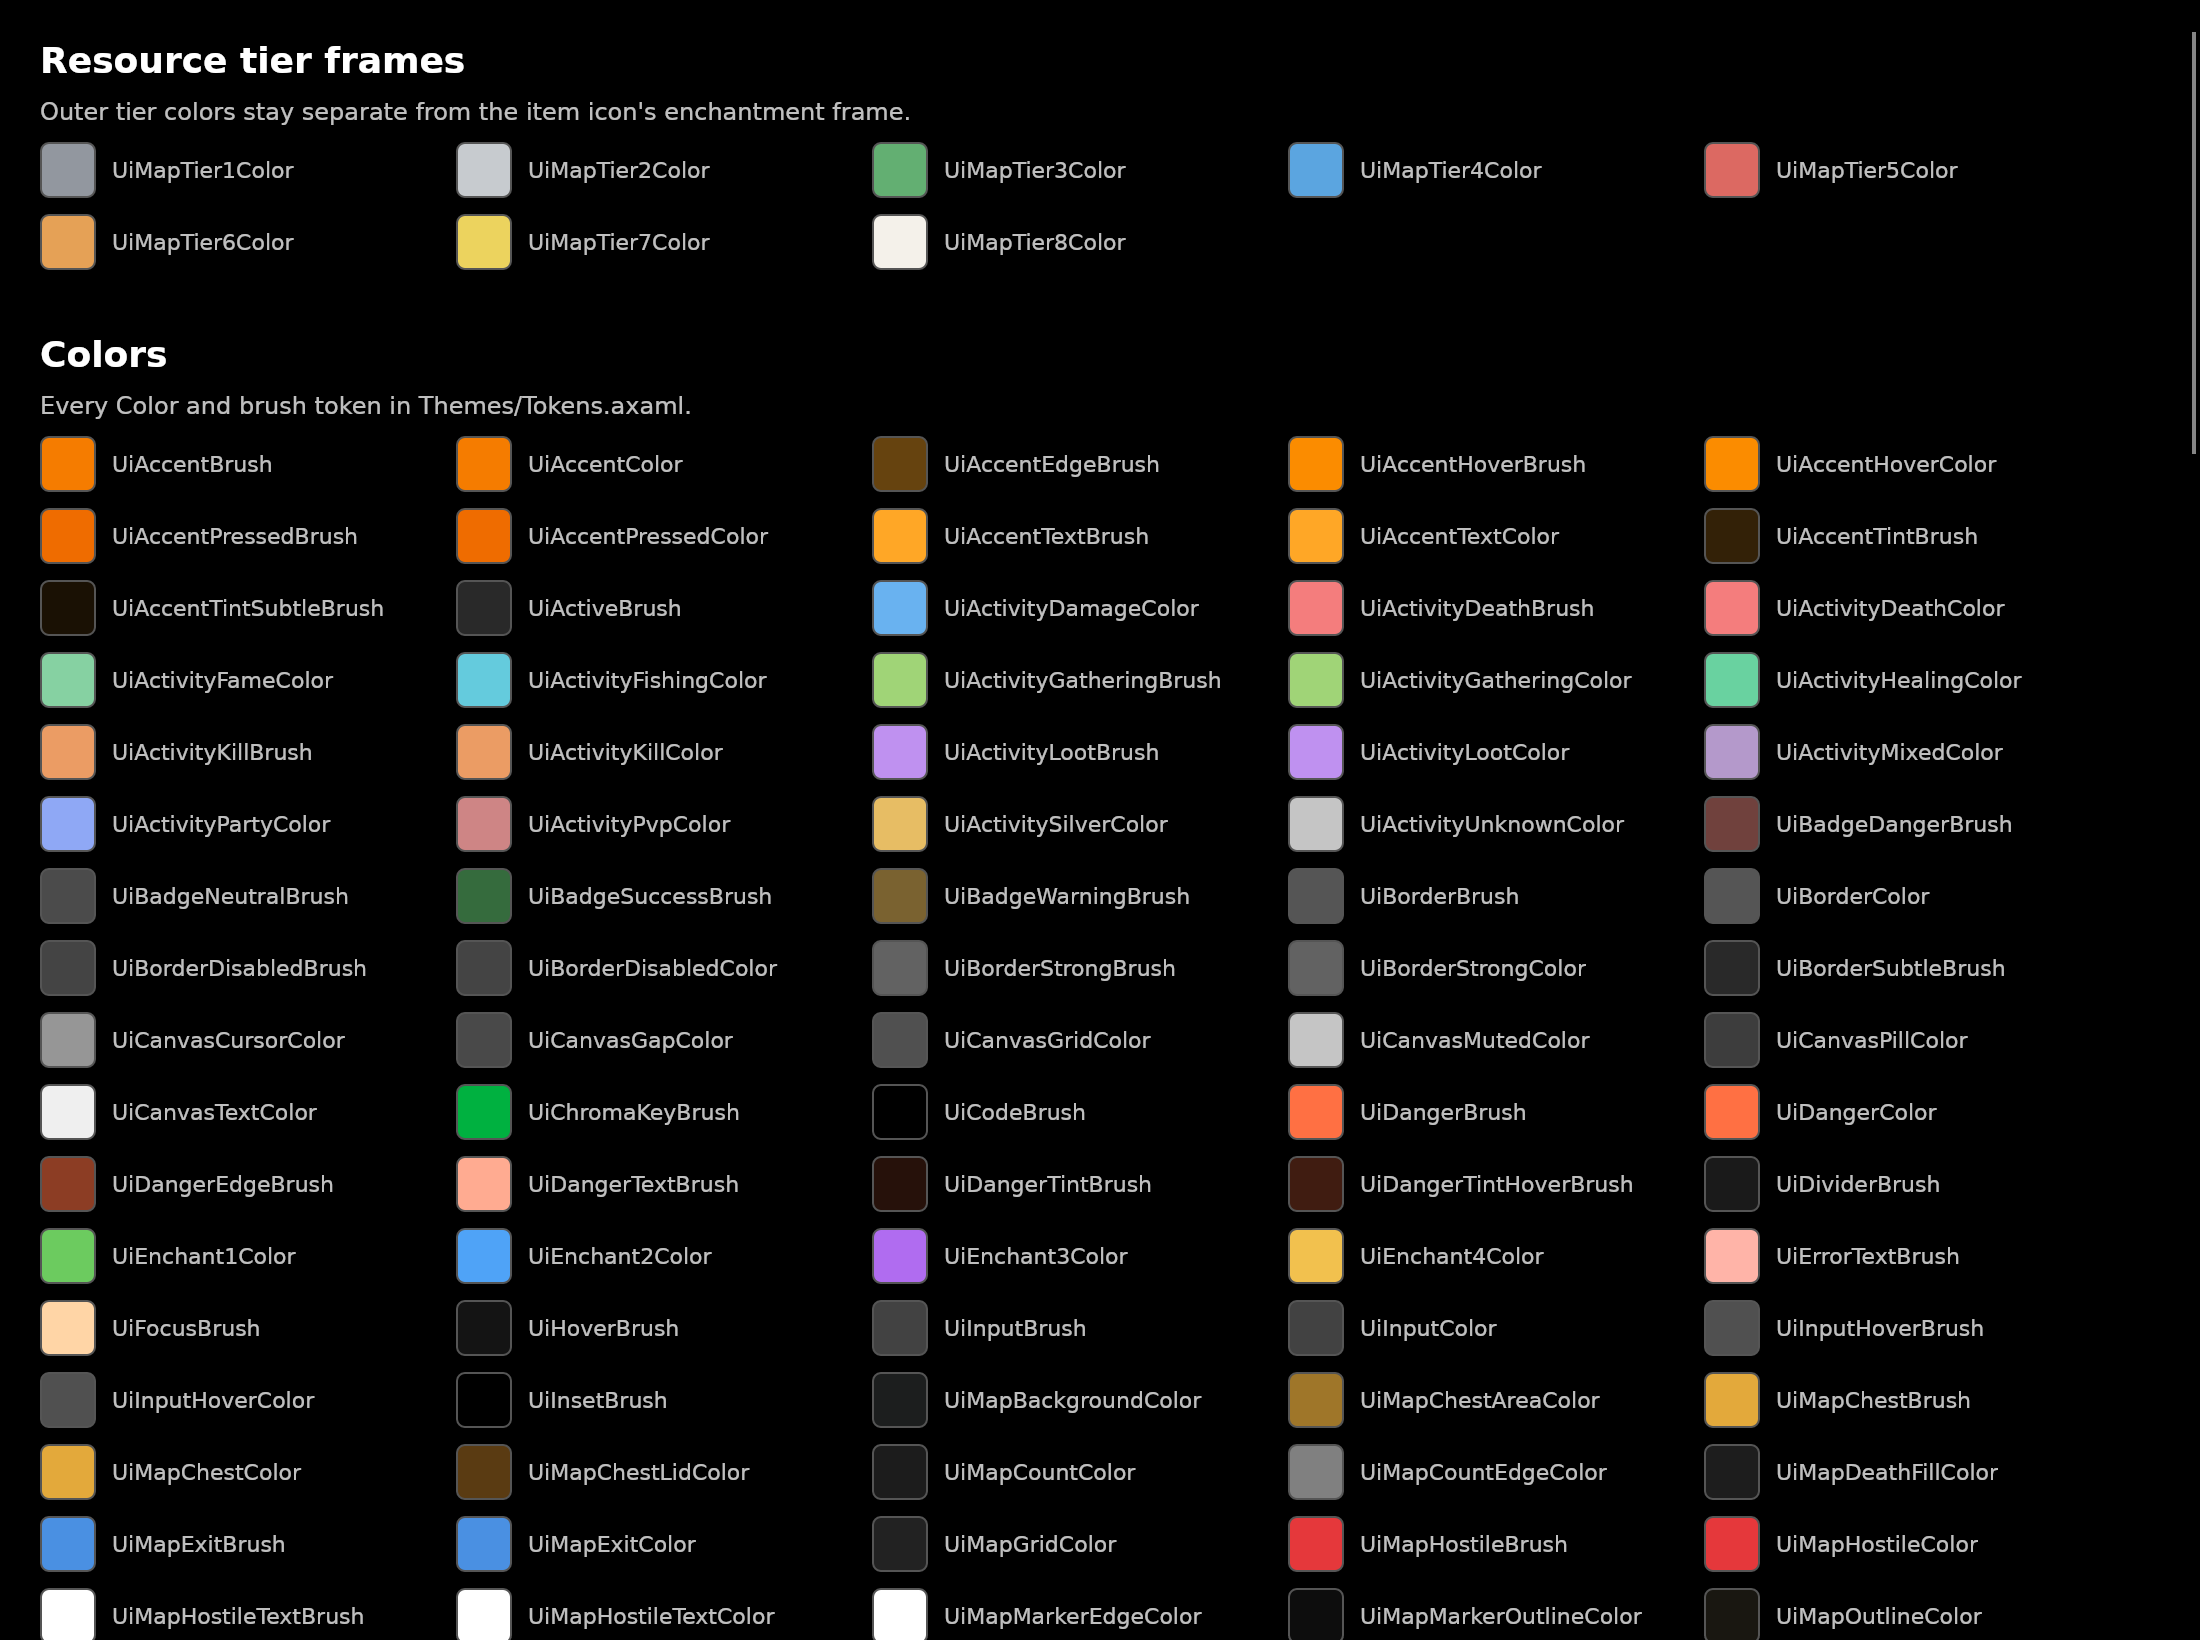 Resource tier frames
Outer tier colors stay separate from the item icon's enchantment frame.
UiMapTier1Color UiMapTier2Color UiMapTier3Color UiMapTier4Color UiMapTier5Color
UiMapTier6Color UiMapTier7Color UiMapTier8Color
Colors
Every Color and brush token in Themes/Tokens.axaml.
UiAccentBrush UiAccentColor UiAccentEdgeBrush UiAccentHoverBrush UiAccentHoverColor
UiAccentPressedBrush UiAccentPressedColor UiAccentTextBrush UiAccentTextColor UiAccentTintBrush
UiAccentTintSubtleBrush UiActiveBrush UiActivityDamageColor UiActivityDeathBrush UiActivityDeathColor
UiActivityFameColor UiActivityFishingColor UiActivityGatheringBrush UiActivityGatheringColor UiActivityHealingColor
UiActivityKillBrush UiActivityKillColor UiActivityLootBrush UiActivityLootColor UiActivityMixedColor
UiActivityPartyColor UiActivityPvpColor UiActivitySilverColor UiActivityUnknownColor UiBadgeDangerBrush
UiBadgeNeutralBrush UiBadgeSuccessBrush UiBadgeWarningBrush UiBorderBrush UiBorderColor
UiBorderDisabledBrush UiBorderDisabledColor UiBorderStrongBrush UiBorderStrongColor UiBorderSubtleBrush
UiCanvasCursorColor UiCanvasGapColor UiCanvasGridColor UiCanvasMutedColor UiCanvasPillColor
UiCanvasTextColor UiChromaKeyBrush UiCodeBrush UiDangerBrush UiDangerColor
UiDangerEdgeBrush UiDangerTextBrush UiDangerTintBrush UiDangerTintHoverBrush UiDividerBrush
UiEnchant1Color UiEnchant2Color UiEnchant3Color UiEnchant4Color UiErrorTextBrush
UiFocusBrush UiHoverBrush UiInputBrush UiInputColor UiInputHoverBrush
UiInputHoverColor UiInsetBrush UiMapBackgroundColor UiMapChestAreaColor UiMapChestBrush
UiMapChestColor UiMapChestLidColor UiMapCountColor UiMapCountEdgeColor UiMapDeathFillColor
UiMapExitBrush UiMapExitColor UiMapGridColor UiMapHostileBrush UiMapHostileColor
UiMapHostileTextBrush UiMapHostileTextColor UiMapMarkerEdgeColor UiMapMarkerOutlineColor UiMapOutlineColor